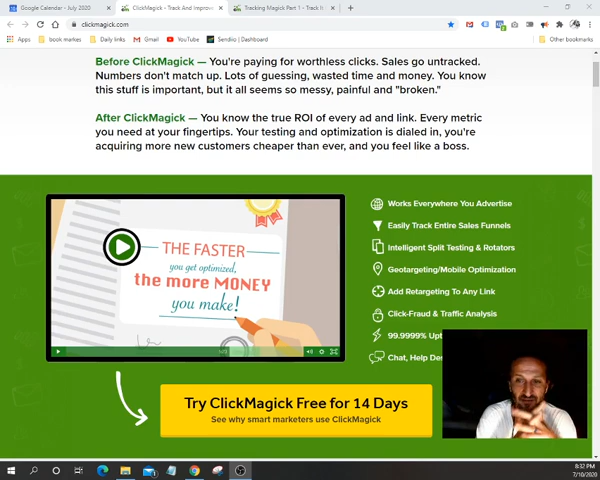 Google Calendar - July 2020
ClickMagick - Track And Improv
Tracking Magick Part 1 - Track It
clickmagick.com
Apps
book markes
Daily links
Gmail
YouTube
Sendiio | Dashboard
Other bookmarks
Before ClickMagick — You're paying for worthless clicks. Sales go untracked.
Numbers don't match up. Lots of guessing, wasted time and money. You know
this stuff is important, but it all seems so messy, painful and "broken."
After ClickMagick — You know the true ROI of every ad and link. Every metric
you need at your fingertips. Your testing and optimization is dialed in, you're
acquiring more new customers cheaper than ever, and you feel like a boss.
THE FASTER
you get optimized,
the more MONEY
you make!
Works Everywhere You Advertise
Easily Track Entire Sales Funnels
Intelligent Split Testing & Rotators
Geotargeting/Mobile Optimization
Add Retargeting To Any Link
Click-Fraud & Traffic Analysis
99.9999% Upt
Chat, Help De
Try ClickMagick Free for 14 Days
See why smart marketers use ClickMagick
8:32 PM
7/10/2020